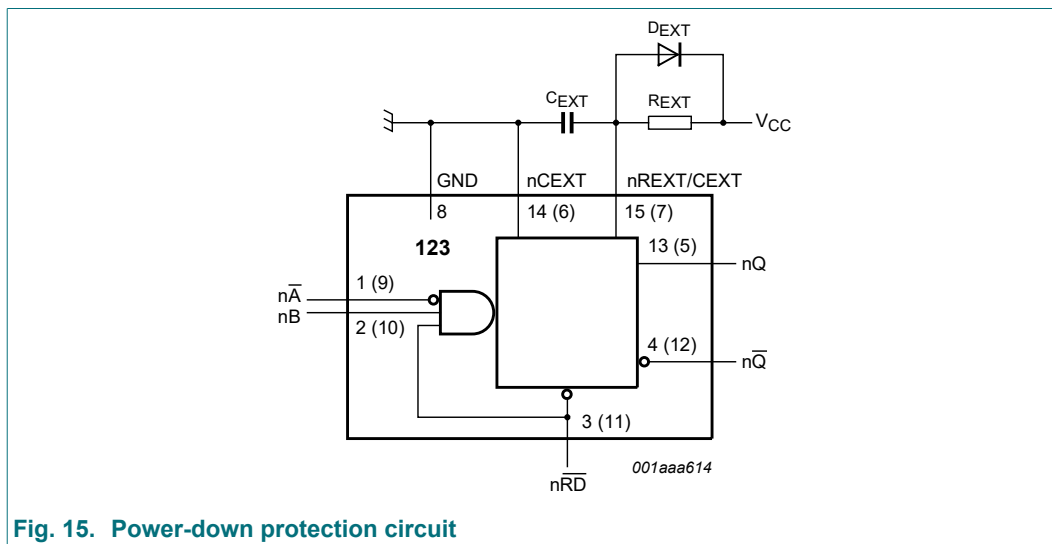 DEXT
CEXT
REXT
VCC
GND
nCEXT
nREXT/CEXT
8
14 (6)
15 (7)
123
13 (5)
nQ
1 (9)
nA̅
nB
2 (10)
4 (12)
nQ̅
3 (11)
001aaa614
nR̅D̅
Fig. 15. Power-down protection circuit